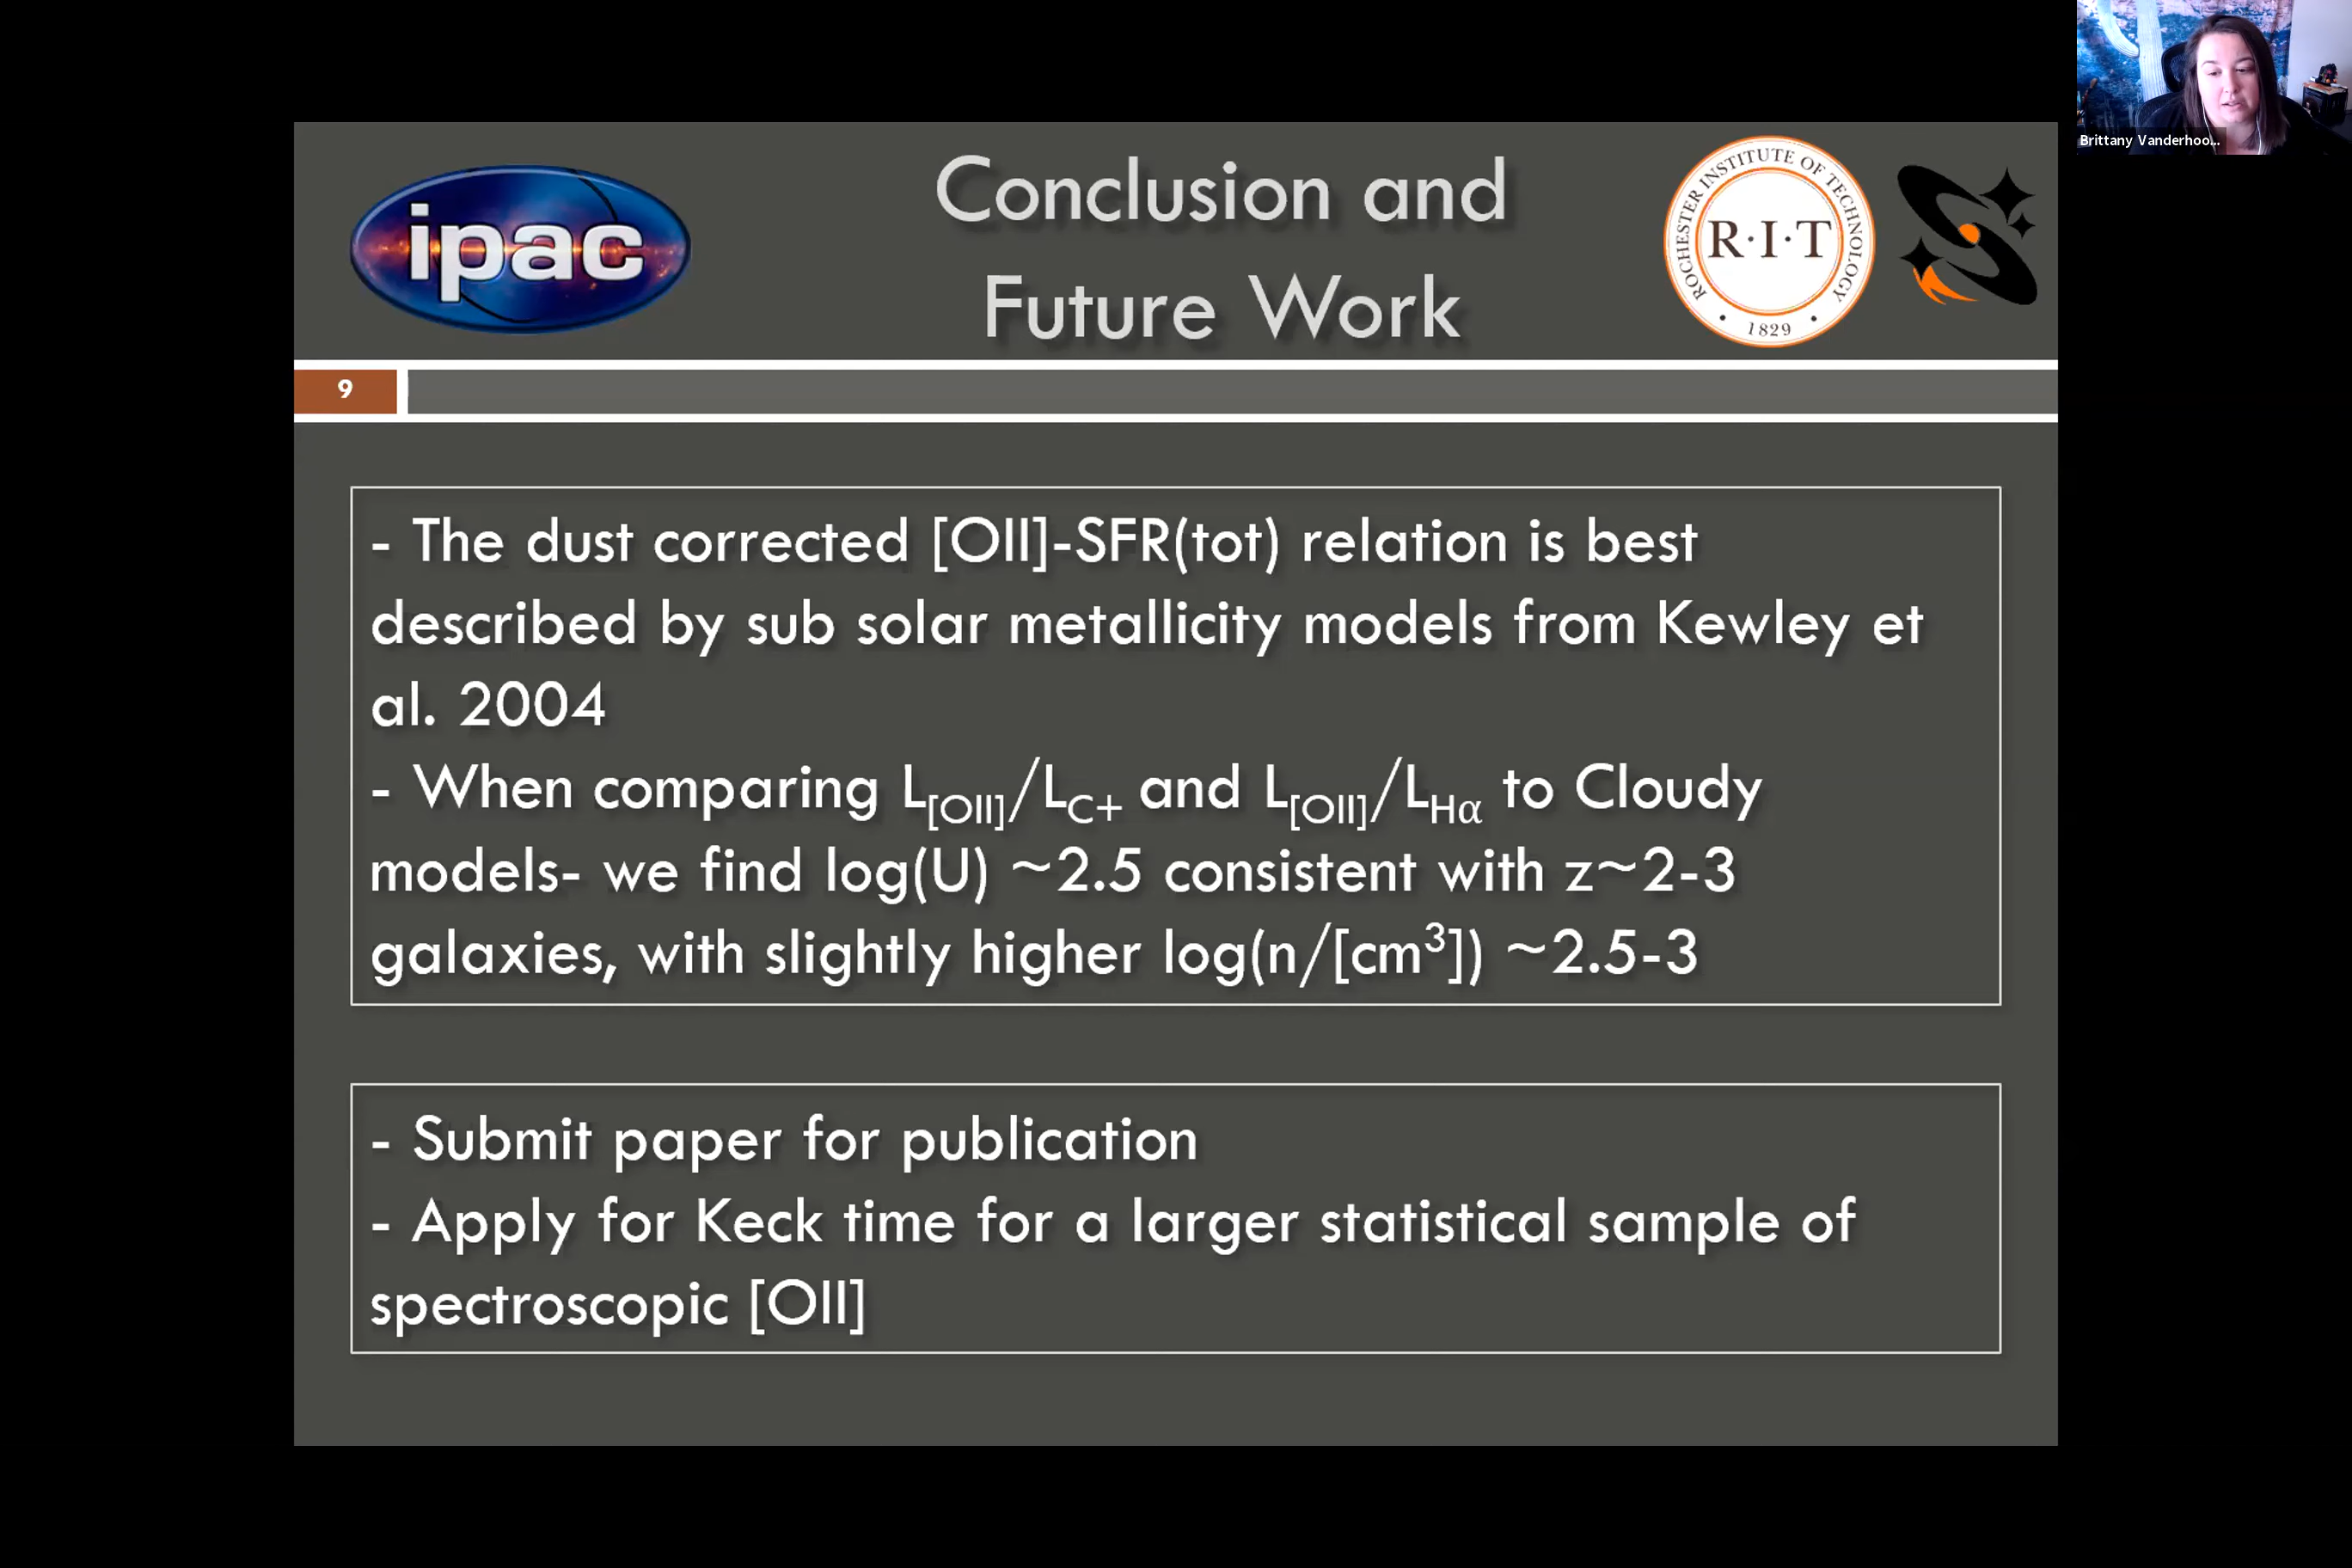 Brittany Vanderhoo...
ipac
Conclusion and
Future Work
ROCHESTER INSTITUTE OF TECHNOLOGY
R·I·T
· 1829 ·
9
- The dust corrected [OII]-SFR(tot) relation is best
described by sub solar metallicity models from Kewley et
al. 2004
- When comparing L[OII]/LC+ and L[OII]/LHα to Cloudy
models- we find log(U) ~2.5 consistent with z~2-3
galaxies, with slightly higher log(n/[cm³]) ~2.5-3
- Submit paper for publication
- Apply for Keck time for a larger statistical sample of
spectroscopic [OII]